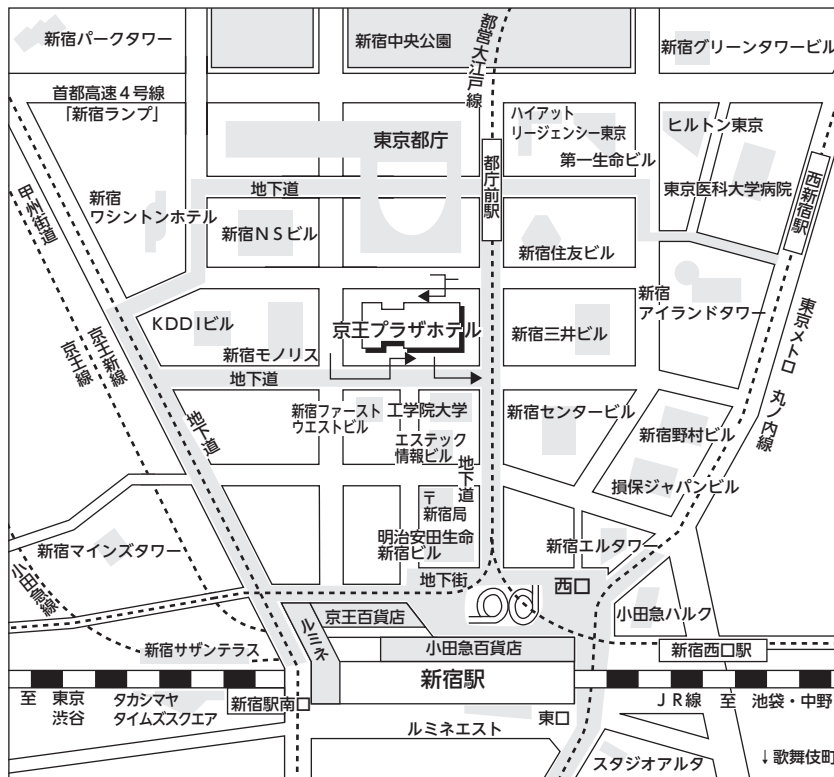 新宿パークタワー
新宿中央公園
都営大江戸線
新宿グリーンタワービル
首都高速4号線
「新宿ランプ」
ハイアット
リージェンシー東京
ヒルトン東京
東京都庁
第一生命ビル
都庁前駅
西新宿駅
地下道
東京医科大学病院
甲州街道
新宿
ワシントンホテル
新宿NSビル
新宿住友ビル
新宿
アイランドタワー
KDDIビル
京王プラザホテル
新宿三井ビル
東京メトロ 丸ノ内線
京王新線
京王線
新宿モノリス
地下道
新宿ファースト
ウエストビル
工学院大学
新宿センタービル
地下道
エステック
情報ビル
新宿野村ビル
地下道
損保ジャパンビル
〒
新宿局
明治安田生命
新宿ビル
新宿エルタワー
新宿マインズタワー
小田急線
地下街
西口
小田急ハルク
京王百貨店
ルミネ
小田急百貨店
新宿西口駅
新宿サザンテラス
新宿駅
至 東京
渋谷
タカシマヤ
タイムズスクエア
新宿駅南口
JR線 至 池袋・中野
東口
ルミネエスト
スタジオアルタ
↓歌舞伎町